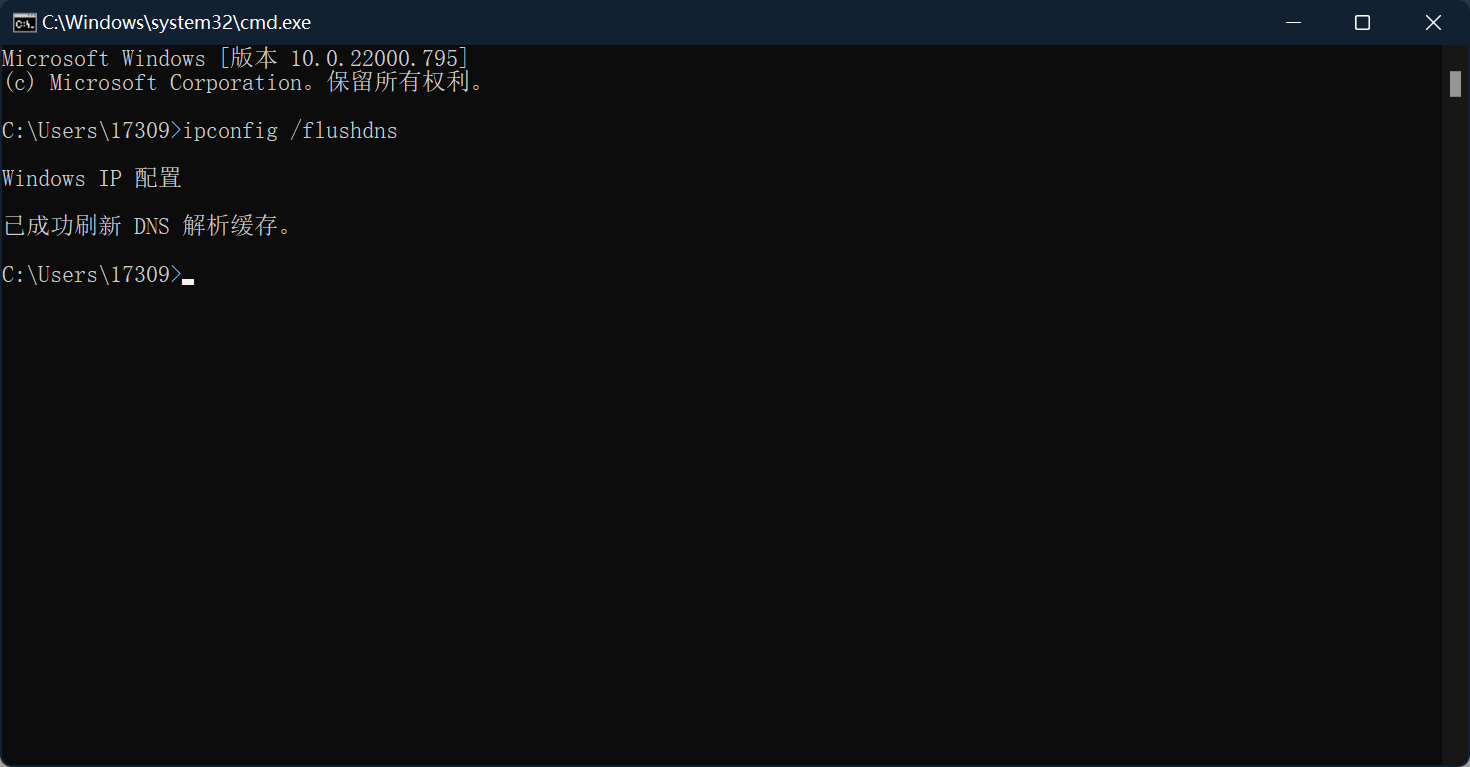 C:\Windows\system32\cmd.exe
Microsoft Windows [版本 10.0.22000.795]
(c) Microsoft Corporation。保留所有权利。
C:\Users\17309>ipconfig /flushdns
Windows IP 配置
已成功刷新 DNS 解析缓存。
C:\Users\17309>